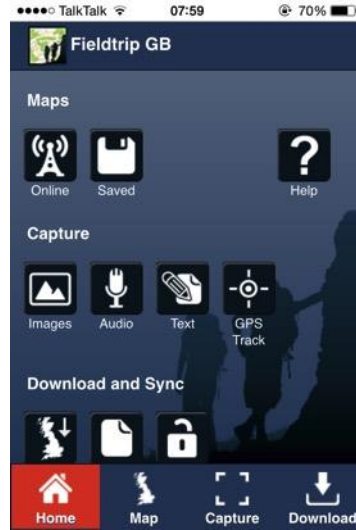 TalkTalk 07:59 70%
Fieldtrip GB
Maps
Online Saved Help
Capture
Images Audio Text GPS
Track
Download and Sync
Home Map Capture Download